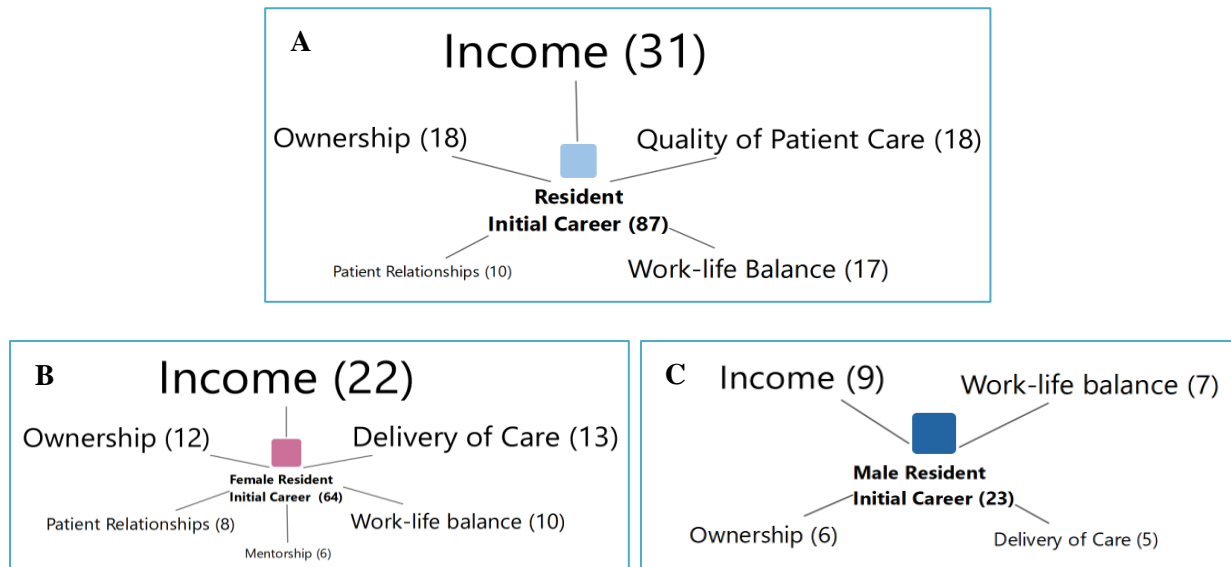 A
Income (31)
Ownership (18)
Quality of Patient Care (18)
Resident
Initial Career (87)
Patient Relationships (10)
Work-life Balance (17)
B
Income (22)
Ownership (12)
Delivery of Care (13)
Female Resident
Initial Career (64)
Patient Relationships (8)
Work-life balance (10)
Mentorship (6)
C
Income (9)
Work-life balance (7)
Male Resident
Initial Career (23)
Ownership (6)
Delivery of Care (5)